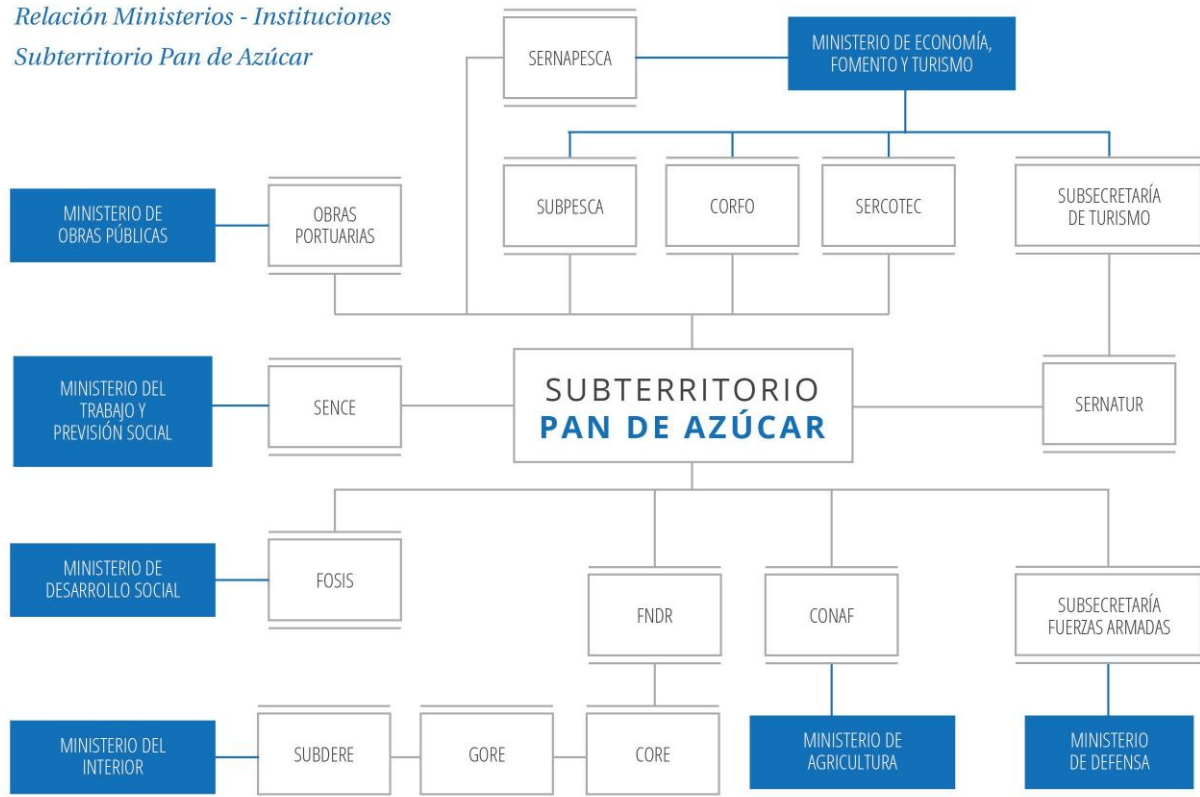 Relación Ministerios - Instituciones
Subterritorio Pan de Azúcar
SERNAPESCA
MINISTERIO DE ECONOMÍA,
FOMENTO Y TURISMO
MINISTERIO DE
OBRAS PÚBLICAS
OBRAS
PORTUARIAS
SUBPESCA
CORFO
SERCOTEC
SUBSECRETARÍA
DE TURISMO
MINISTERIO DEL
TRABAJO Y
PREVISIÓN SOCIAL
SENCE
SUBTERRITORIO
PAN DE AZÚCAR
SERNATUR
MINISTERIO DE
DESARROLLO SOCIAL
FOSIS
FNDR
CONAF
SUBSECRETARÍA
FUERZAS ARMADAS
MINISTERIO DEL
INTERIOR
SUBDERE
GORE
CORE
MINISTERIO DE
AGRICULTURA
MINISTERIO
DE DEFENSA